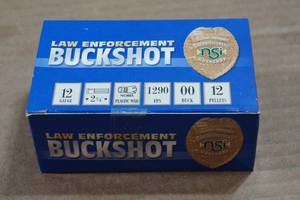 LAW ENFORCEMENT
BUCKSHOT
nsi
12 2¾ NOBEL 1290 00 12
GAUGE PLASTIC WAD FPS BUCK PELLETS
LAW ENFORCEMENT
BUCKSHOT
nsi